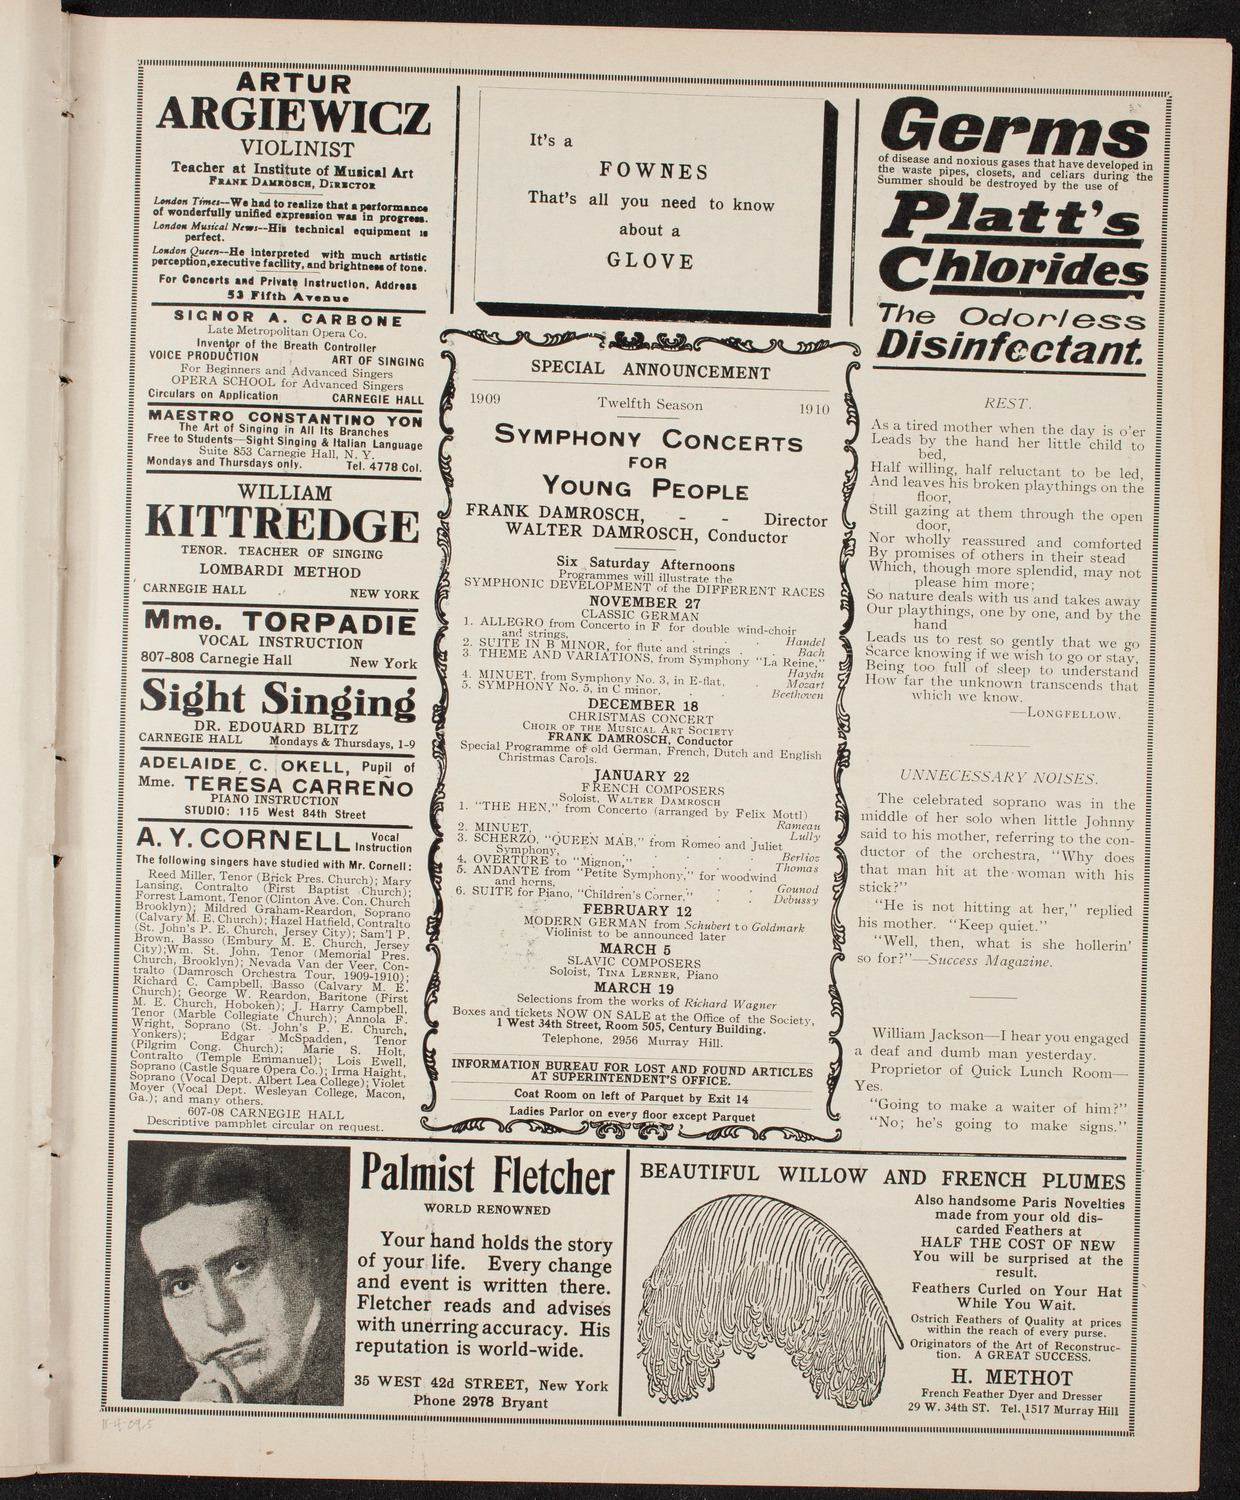 ARTUR
ARGIEWICZ
VIOLINIST
Teacher at Institute of Musical Art
FRANK DAMROSCH, DIRECTOR
London Times--We had to realize that a performance
of wonderfully unified expression was in progress.
London Musical News--His technical equipment is
perfect.
London Queen--He interpreted with much artistic
perception, executive facility, and brightness of tone.
For Concerts and Private Instruction, Address
53 Fifth Avenue
SIGNOR A. CARBONE
Late Metropolitan Opera Co.
Inventor of the Breath Controller
VOICE PRODUCTION ART OF SINGING
For Beginners and Advanced Singers
OPERA SCHOOL for Advanced Singers
Circulars on Application CARNEGIE HALL
MAESTRO CONSTANTINO YON
The Art of Singing in All Its Branches
Free to Students—Sight Singing & Italian Language
Suite 853 Carnegie Hall, N. Y.
Mondays and Thursdays only. Tel. 4778 Col.
WILLIAM
KITTREDGE
TENOR. TEACHER OF SINGING
LOMBARDI METHOD
CARNEGIE HALL NEW YORK
Mme. TORPADIE
VOCAL INSTRUCTION
807-808 Carnegie Hall New York
Sight Singing
DR. EDOUARD BLITZ
CARNEGIE HALL Mondays & Thursdays, 1-9
ADELAIDE C. OKELL, Pupil of
Mme. TERESA CARREÑO
PIANO INSTRUCTION
STUDIO: 115 West 84th Street
A. Y. CORNELL Vocal Instruction
The following singers have studied with Mr. Cornell:
Reed Miller, Tenor (Brick Pres. Church); Mary
Lansing, Contralto (First Baptist Church);
Forrest Lamont, Tenor (Clinton Ave. Con. Church
Brooklyn); Mildred Graham-Reardon, Soprano
(Calvary M. E. Church); Hazel Hatfield, Contralto
(St. John's P. E. Church, Jersey City); Sam'l P.
Brown, Basso (Embury M. E. Church, Jersey
City); Wm. St. John, Tenor (Memorial Pres.
Church, Brooklyn); Nevada Van der Veer, Con-
tralto (Damrosch Orchestra Tour, 1909-1910);
Richard C. Campbell, Basso (Calvary M. E.
Church); George W. Reardon, Baritone (First
M. E. Church, Hoboken); J. Harry Campbell,
Tenor (Marble Collegiate Church); Annola F.
Wright, Soprano (St. John's P. E. Church,
Yonkers); Edgar McSpadden, Tenor
(Pilgrim Cong. Church); Marie S. Holt,
Contralto (Temple Emmanuel); Lois Ewell,
Soprano (Castle Square Opera Co.); Irma Haight,
Soprano (Vocal Dept. Albert Lea College); Violet
Moyer (Vocal Dept. Wesleyan College, Macon,
Ga.); and many others.
607-08 CARNEGIE HALL
Descriptive pamphlet circular on request.
It's a
FOWNES
That's all you need to know
about a
GLOVE
SPECIAL ANNOUNCEMENT
1909 Twelfth Season 1910
SYMPHONY CONCERTS
FOR
YOUNG PEOPLE
FRANK DAMROSCH, - - Director
WALTER DAMROSCH, Conductor
Six Saturday Afternoons
Programmes will illustrate the
SYMPHONIC DEVELOPMENT of the DIFFERENT RACES
NOVEMBER 27
CLASSIC GERMAN
1. ALLEGRO from Concerto in F for double wind-choir
and strings, . . . . . Handel
2. SUITE IN B MINOR, for flute and strings . . Bach
3. THEME AND VARIATIONS, from Symphony "La Reine,"
Haydn
4. MINUET, from Symphony No. 3, in E-flat, . Mozart
5. SYMPHONY No. 5, in C minor, . . Beethoven
DECEMBER 18
CHRISTMAS CONCERT
CHOIR OF THE MUSICAL ART SOCIETY
FRANK DAMROSCH, Conductor
Special Programme of old German, French, Dutch and English
Christmas Carols.
JANUARY 22
FRENCH COMPOSERS
Soloist, WALTER DAMROSCH
1. "THE HEN," from Concerto (arranged by Felix Mottl)
Rameau
2. MINUET, . . . . . Lully
3. SCHERZO, "QUEEN MAB," from Romeo and Juliet
Symphony, . . . . . Berlioz
4. OVERTURE to "Mignon," . . . Thomas
5. ANDANTE from "Petite Symphony," for woodwind
and horns, . . . . . Gounod
6. SUITE for Piano, "Children's Corner," . . Debussy
FEBRUARY 12
MODERN GERMAN from Schubert to Goldmark
Violinist to be announced later
MARCH 5
SLAVIC COMPOSERS
Soloist, TINA LERNER, Piano
MARCH 19
Selections from the works of Richard Wagner
Boxes and tickets NOW ON SALE at the Office of the Society,
1 West 34th Street, Room 505, Century Building.
Telephone, 2956 Murray Hill.
INFORMATION BUREAU FOR LOST AND FOUND ARTICLES
AT SUPERINTENDENT'S OFFICE.
Coat Room on left of Parquet by Exit 14
Ladies Parlor on every floor except Parquet
Germs
of disease and noxious gases that have developed in
the waste pipes, closets, and cellars during the
Summer should be destroyed by the use of
Platt's
Chlorides
The Odorless
Disinfectant.
REST.
As a tired mother when the day is o'er
Leads by the hand her little child to
bed,
Half willing, half reluctant to be led,
And leaves his broken playthings on the
floor,
Still gazing at them through the open
door,
Nor wholly reassured and comforted
By promises of others in their stead
Which, though more splendid, may not
please him more;
So nature deals with us and takes away
Our playthings, one by one, and by the
hand
Leads us to rest so gently that we go
Scarce knowing if we wish to go or stay,
Being too full of sleep to understand
How far the unknown transcends that
which we know.
—LONGFELLOW.
UNNECESSARY NOISES.
The celebrated soprano was in the
middle of her solo when little Johnny
said to his mother, referring to the con-
ductor of the orchestra, "Why does
that man hit at the woman with his
stick?"
"He is not hitting at her," replied
his mother. "Keep quiet."
"Well, then, what is she hollerin'
so for?"—Success Magazine.
William Jackson—I hear you engaged
a deaf and dumb man yesterday.
Proprietor of Quick Lunch Room—
Yes.
"Going to make a waiter of him?"
"No; he's going to make signs."
Palmist Fletcher
WORLD RENOWNED
Your hand holds the story
of your life. Every change
and event is written there.
Fletcher reads and advises
with unerring accuracy. His
reputation is world-wide.
35 WEST 42d STREET, New York
Phone 2978 Bryant
BEAUTIFUL WILLOW AND FRENCH PLUMES
Also handsome Paris Novelties
made from your old dis-
carded Feathers at
HALF THE COST OF NEW
You will be surprised at the
result.
Feathers Curled on Your Hat
While You Wait.
Ostrich Feathers of Quality at prices
within the reach of every purse.
Originators of the Art of Reconstruc-
tion. A GREAT SUCCESS.
H. METHOT
French Feather Dyer and Dresser
29 W. 34th ST. Tel. 1517 Murray Hill